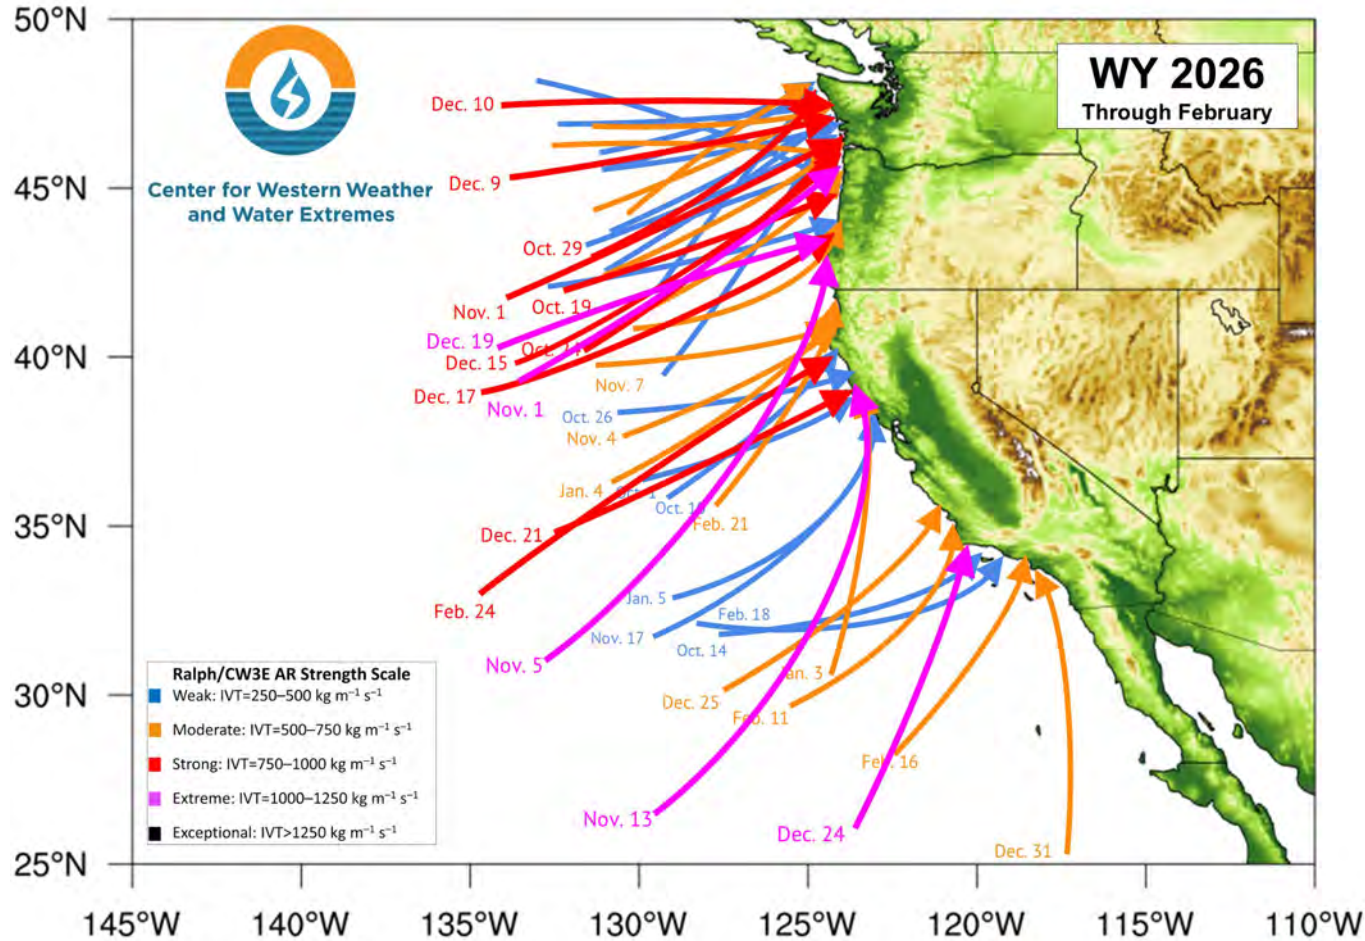 50°N
45°N
40°N
35°N
30°N
25°N
145°W
140°W
135°W
130°W
125°W
120°W
115°W
110°W
Center for Western Weather
and Water Extremes
WY 2026
Through February
Dec. 10
Dec. 9
Oct. 29
Nov. 1
Oct. 19
Dec. 19
Dec. 15
Dec. 17
Nov. 1
Nov. 7
Oct. 26
Nov. 4
Jan. 4
Feb. 21
Dec. 21
Feb. 24
Jan. 5
Feb. 18
Nov. 17
Oct. 14
Nov. 5
Jan. 3
Dec. 25
Feb. 11
Feb. 16
Nov. 13
Dec. 24
Dec. 31
Ralph/CW3E AR Strength Scale
Weak: IVT=250–500 kg m⁻¹ s⁻¹
Moderate: IVT=500–750 kg m⁻¹ s⁻¹
Strong: IVT=750–1000 kg m⁻¹ s⁻¹
Extreme: IVT=1000–1250 kg m⁻¹ s⁻¹
Exceptional: IVT>1250 kg m⁻¹ s⁻¹